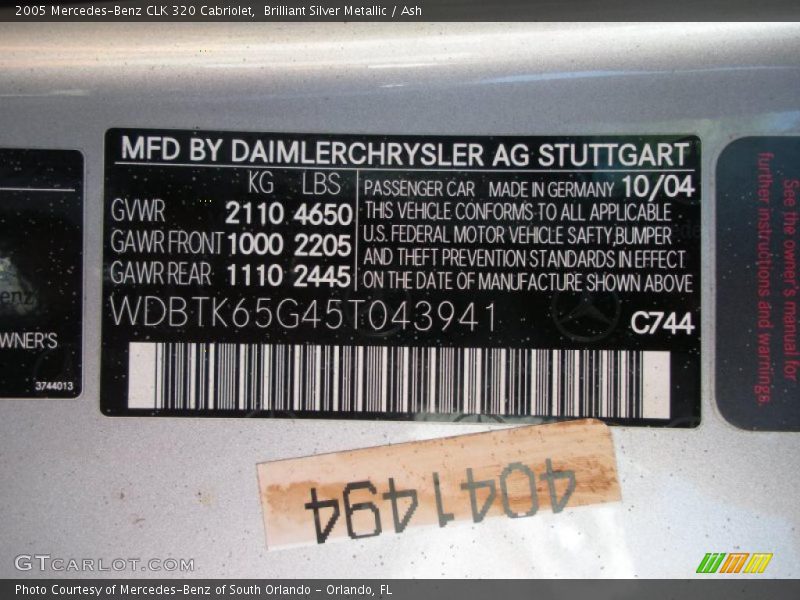 2005 Mercedes-Benz CLK 320 Cabriolet, Brilliant Silver Metallic / Ash
MFD BY DAIMLERCHRYSLER AG STUTTGART
KG LBS
GVWR 2110 4650
GAWR FRONT 1000 2205
GAWR REAR 1110 2445
PASSENGER CAR MADE IN GERMANY 10/04
THIS VEHICLE CONFORMS TO ALL APPLICABLE
U.S. FEDERAL MOTOR VEHICLE SAFTY,BUMPER
AND THEFT PREVENTION STANDARDS IN EFFECT
ON THE DATE OF MANUFACTURE SHOWN ABOVE
WDBTK65G45T043941
C744
WNER'S
3744013
See the owner's manual for
further instructions and warnings.
4041494
GTCARLOT.COM
Photo Courtesy of Mercedes-Benz of South Orlando - Orlando, FL